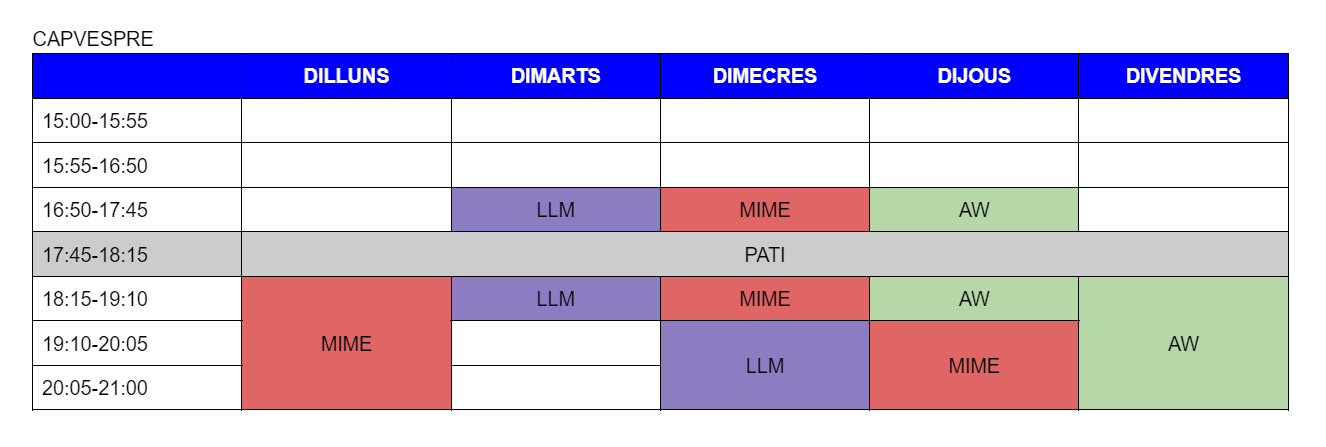 CAPVESPRE
DILLUNS DIMARTS DIMECRES DIJOUS DIVENDRES
15:00-15:55
15:55-16:50
16:50-17:45 LLM MIME AW
17:45-18:15 PATI
18:15-19:10 LLM MIME AW
19:10-20:05 MIME AW
LLM MIME
20:05-21:00